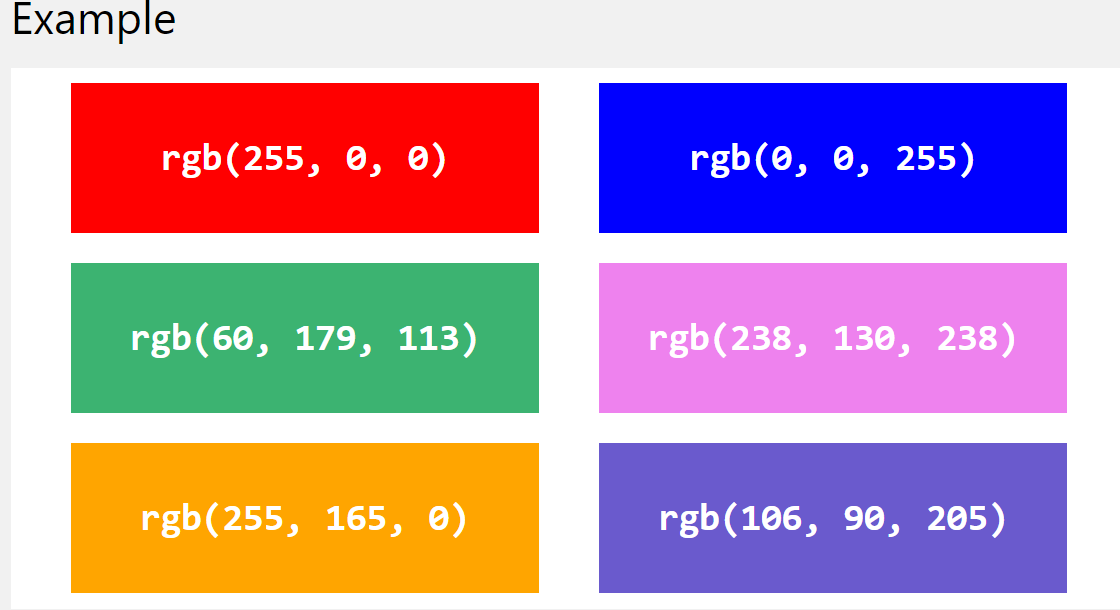 Example
rgb(255, 0, 0)
rgb(0, 0, 255)
rgb(60, 179, 113)
rgb(238, 130, 238)
rgb(255, 165, 0)
rgb(106, 90, 205)